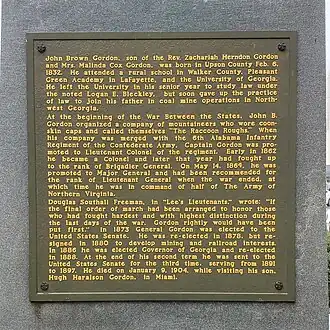 John Brown Gordon, son of the Rev. Zachariah Herndon Gordon
and Mrs. Malinda Cox Gordon, was born in Upson County Feb. 6,
1832. He attended a rural school in Walker County, Pleasant
Green Academy in LaFayette, and the University of Georgia.
He left the University in his senior year to study law under
the noted Logan E. Bleckley, but soon gave up the practice
of law to join his father in coal mine operations in North-
west Georgia.
At the beginning of the War Between the States, John B.
Gordon organized a company of mountaineers who wore coon-
skin caps and called themselves "The Raccoon Roughs." When
his company was merged with the 6th Alabama Infantry
Regiment of the Confederate Army, Captain Gordon was pro-
moted to Lieutenant Colonel of the regiment. Early in 1862
he became a Colonel and later that year had fought up
to the rank of Brigadier General. On May 14, 1864, he was
promoted to Major General and had been recommended for
the rank of Lieutenant General when the war ended, at
which time he was in command of half of The Army of
Northern Virginia.
Douglas Southall Freeman, in "Lee's Lieutenants," wrote: "If
the final order of march had been arranged to honor those
who had fought hardest and with highest distinction during
the last days of the war, Gordon rightly would have been
put first." In 1873 General Gordon was elected to the
United States Senate. He was re-elected in 1878, but re-
signed in 1880 to develop mining and railroad interests.
In 1886 he was elected Governor of Georgia and re-elected
in 1888. At the end of his second term he was sent to the
United States Senate for the third time, serving from 1891
to 1897. He died on January 9, 1904, while visiting his son,
Hugh Haralson Gordon, in Miami.